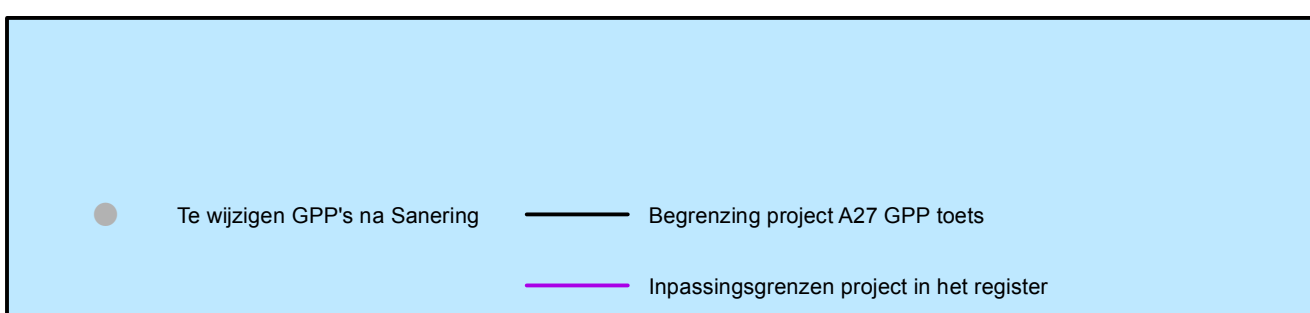 Te wijzigen GPP's na Sanering
Begrenzing project A27 GPP toets
Inpassingsgrenzen project in het register